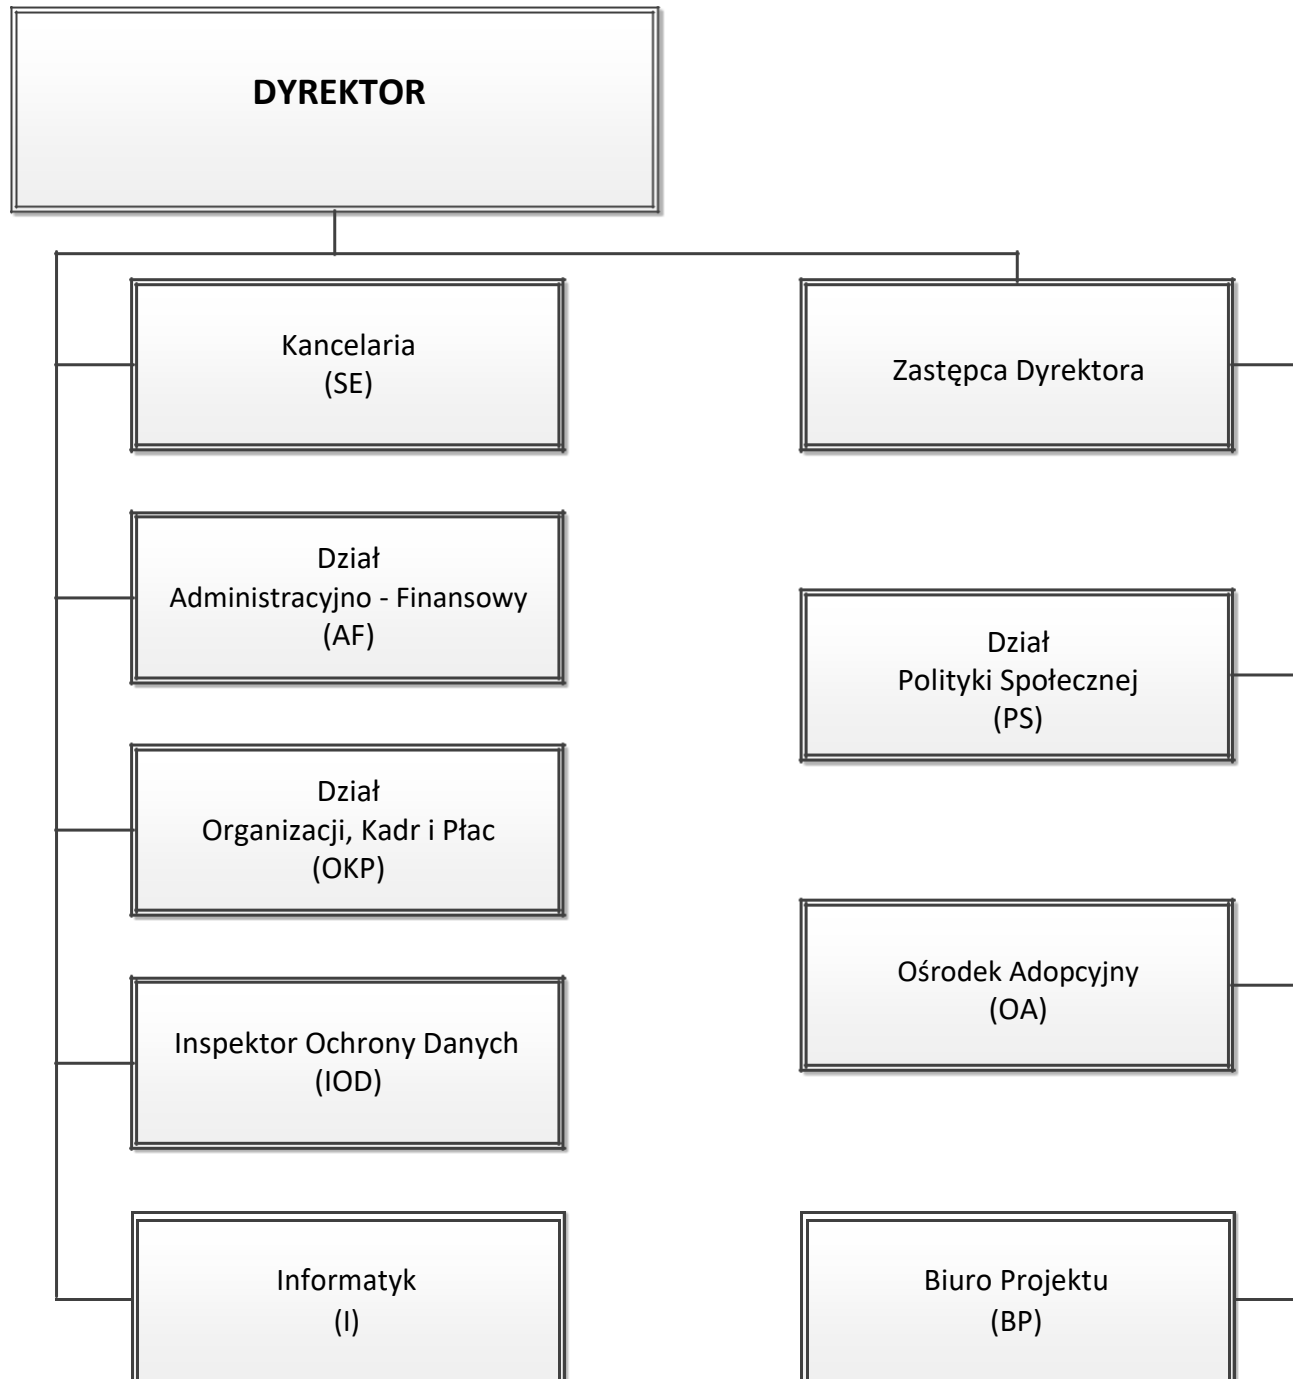 DYREKTOR
Kancelaria
(SE)
Dział
Administracyjno - Finansowy
(AF)
Dział
Organizacji, Kadr i Płac
(OKP)
Inspektor Ochrony Danych
(IOD)
Informatyk
(I)
Zastępca Dyrektora
Dział
Polityki Społecznej
(PS)
Ośrodek Adopcyjny
(OA)
Biuro Projektu
(BP)